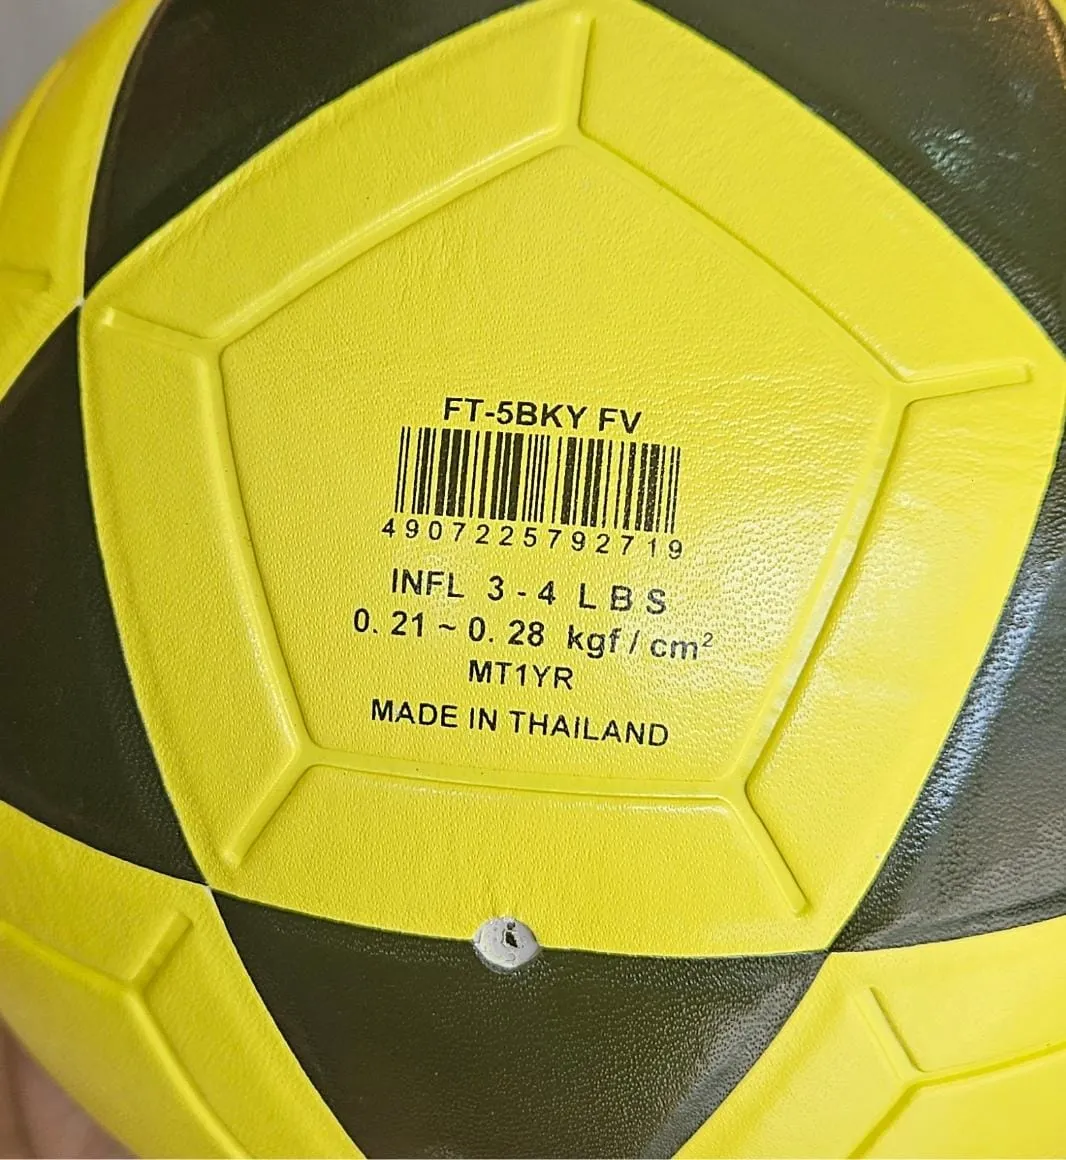 FT-5BKY FV
4907225792719
INFL 3-4 LBS
0.21~0.28 kgf/cm²
MT1YR
MADE IN THAILAND